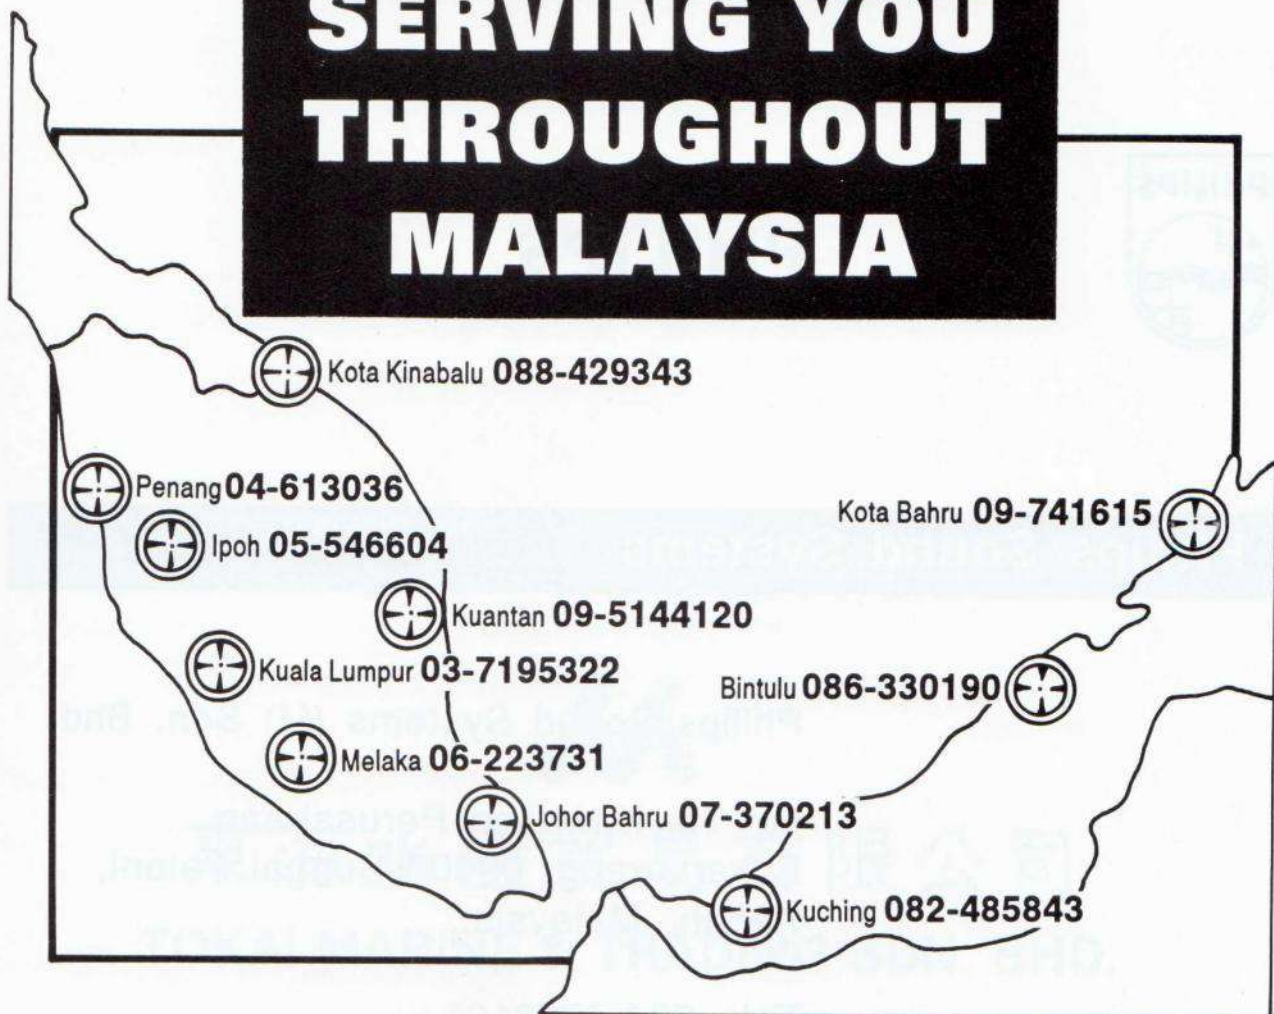 SERVING YOU
THROUGHOUT
MALAYSIA
Kota Kinabalu 088-429343
Penang 04-613036
Kota Bahru 09-741615
Ipoh 05-546604
Kuantan 09-5144120
Kuala Lumpur 03-7195322
Bintulu 086-330190
Melaka 06-223731
Johor Bahru 07-370213
Kuching 082-485843